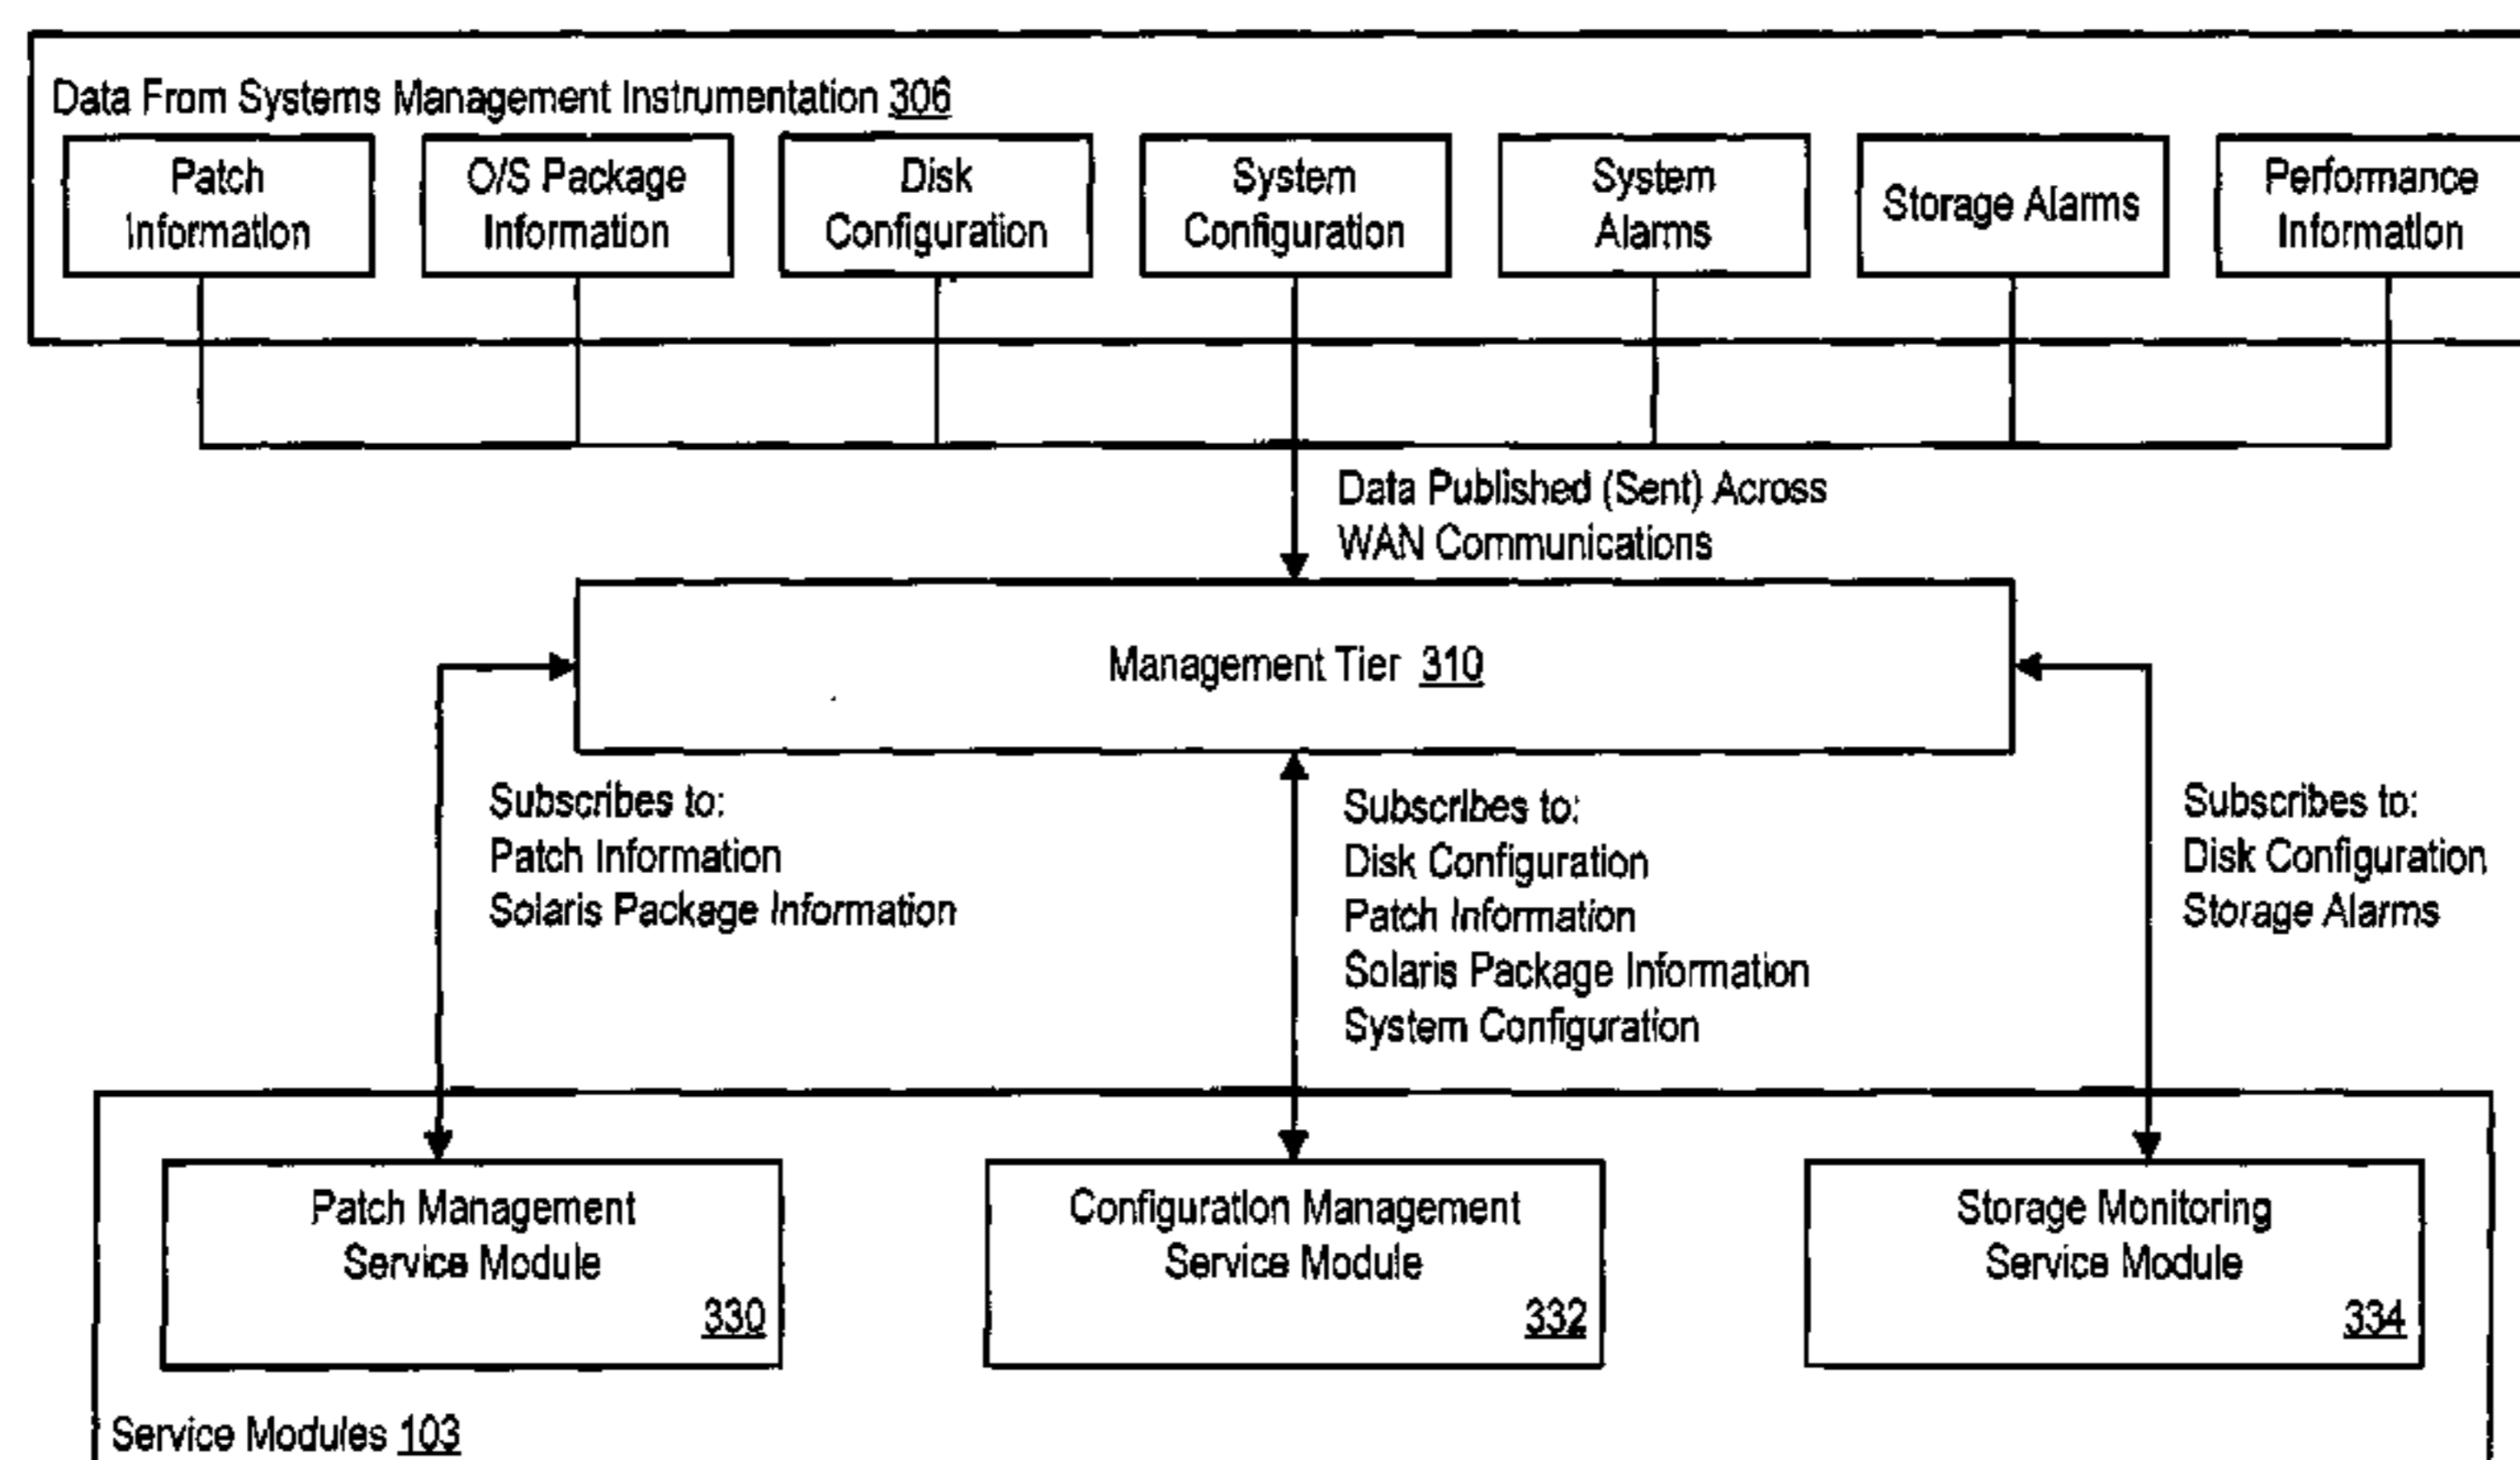 Data From Systems Management Instrumentation 306
Patch
Information
O/S Package
Information
Disk
Configuration
System
Configuration
System
Alarms
Storage Alarms
Performance
Information
Data Published (Sent) Across
WAN Communications
Management Tier 310
Subscribes to:
Patch Information
Solaris Package Information
Subscribes to:
Disk Configuration
Patch Information
Solaris Package Information
System Configuration
Subscribes to:
Disk Configuration
Storage Alarms
Patch Management
Service Module
330
Configuration Management
Service Module
332
Storage Monitoring
Service Module
334
Service Modules 103